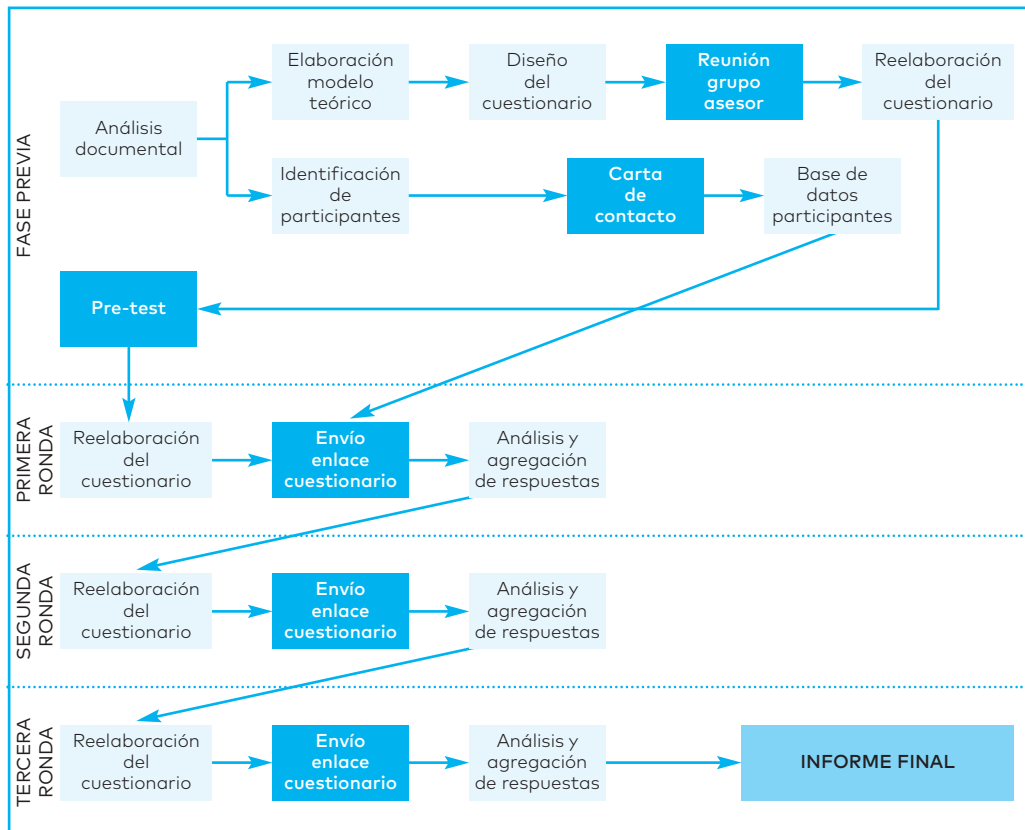 FASE PREVIA
Análisis
documental
Elaboración
modelo
teórico
Diseño
del
cuestionario
Reunión
grupo
asesor
Reelaboración
del
cuestionario
Identificación
de
participantes
Carta
de
contacto
Base de
datos
participantes
Pre-test
PRIMERA
RONDA
Reelaboración
del
cuestionario
Envío
enlace
cuestionario
Análisis y
agregación
de respuestas
SEGUNDA
RONDA
Reelaboración
del
cuestionario
Envío
enlace
cuestionario
Análisis y
agregación
de respuestas
TERCERA
RONDA
Reelaboración
del
cuestionario
Envío
enlace
cuestionario
Análisis y
agregación
de respuestas
INFORME FINAL